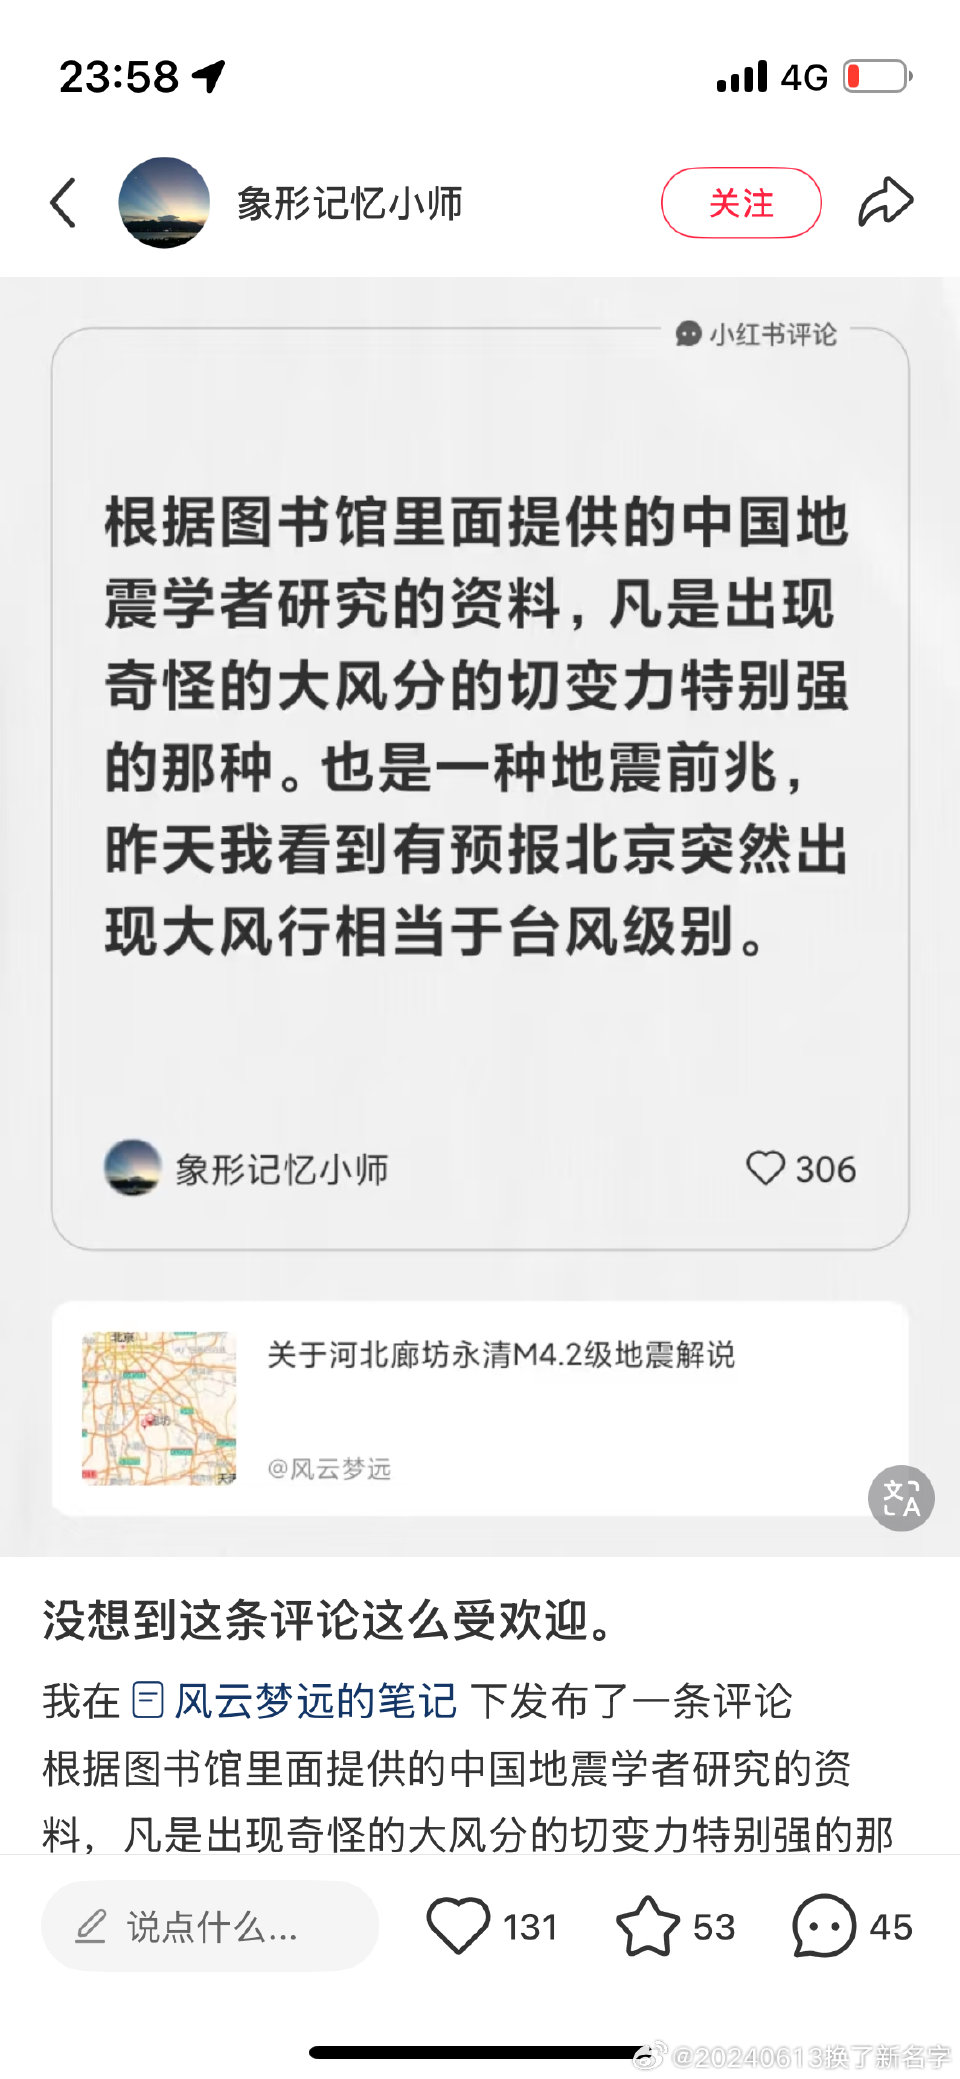 23:58
4G
象形记忆小师
关注
小红书评论
根据图书馆里面提供的中国地
震学者研究的资料，凡是出现
奇怪的大风分的切变力特别强
的那种。也是一种地震前兆，
昨天我看到有预报北京突然出
现大风行相当于台风级别。
象形记忆小师
306
北京
廊坊
天津
关于河北廊坊永清M4.2级地震解说
@风云梦远
文A
没想到这条评论这么受欢迎。
我在 风云梦远的笔记 下发布了一条评论
根据图书馆里面提供的中国地震学者研究的资
料，凡是出现奇怪的大风分的切变力特别强的那
说点什么...
131
53
45
@20240613换了新名字